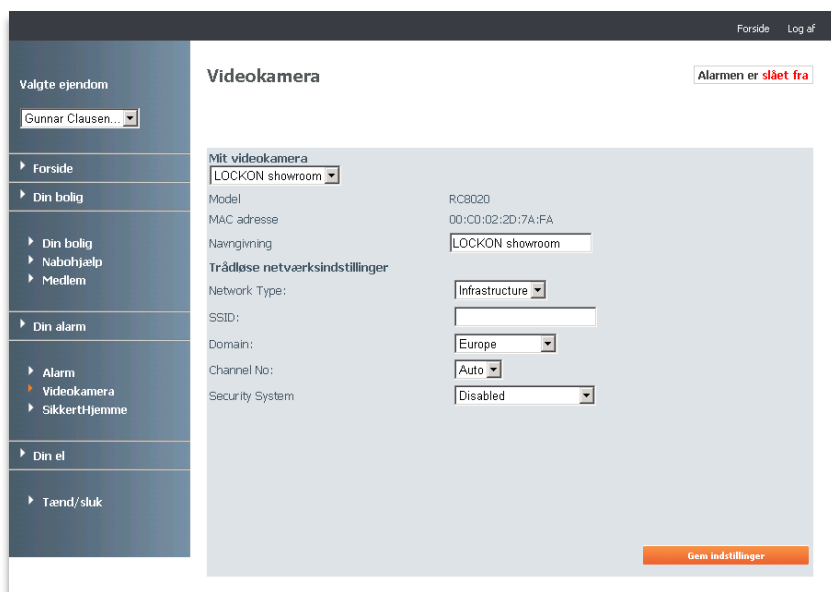 Forside Log af
Valgte ejendom
Gunnar Clausen...
Forside
Din bolig
Din bolig
Nabohjælp
Medlem
Din alarm
Alarm
Videokamera
SikkertHjemme
Din el
Tænd/sluk
Videokamera
Alarmen er slået fra
Mit videokamera
LOCKON showroom
Model RC8020
MAC adresse 00:C0:02:2D:7A:FA
Navngivning LOCKON showroom
Trådløse netværksindstillinger
Network Type: Infrastructure
SSID:
Domain: Europe
Channel No: Auto
Security System Disabled
Gem indstillinger